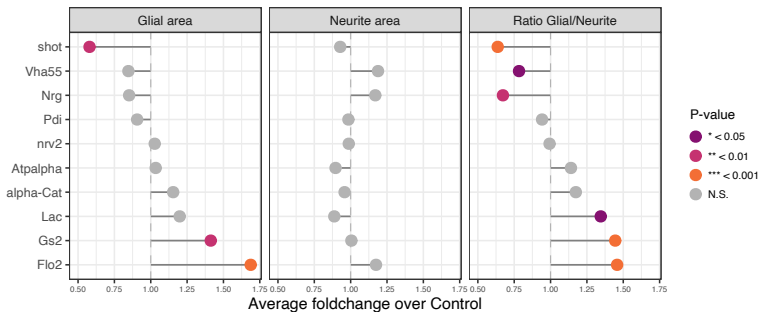 Glial area
Neurite area
Ratio Glial/Neurite
shot
Vha55
Nrg
Pdi
nrv2
Atpalpha
alpha-Cat
Lac
Gs2
Flo2
0.50 0.75 1.00 1.25 1.50 1.75
0.50 0.75 1.00 1.25 1.50 1.75
0.50 0.75 1.00 1.25 1.50 1.75
Average foldchange over Control
P-value
* < 0.05
** < 0.01
*** < 0.001
N.S.